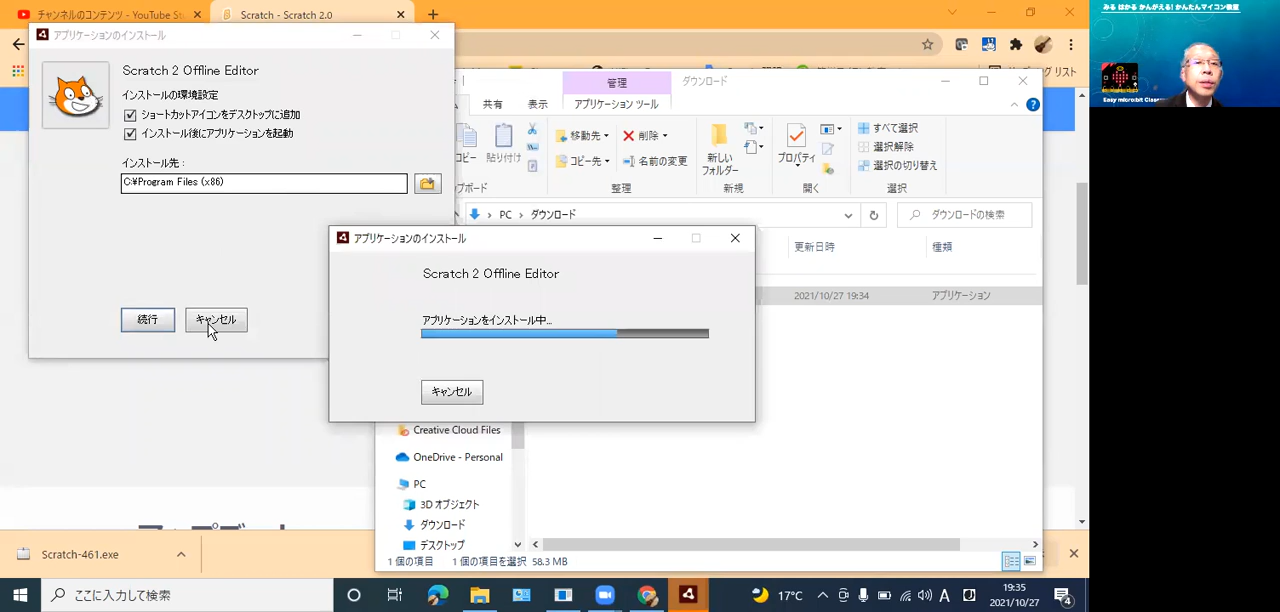 チャンネルのコンテンツ - YouTube St
Scratch - Scratch 2.0
アプリケーションのインストール
Scratch 2 Offline Editor
インストールの環境設定
ショートカットアイコンをデスクトップに追加
インストール後にアプリケーションを起動
インストール先 :
C:¥Program Files (x86)
続行
キャンセル
管理
ダウンロード
共有
表示
アプリケーション ツール
リスト
コピー
貼り付け
移動先
コピー先
削除
名前の変更
新しい
フォルダー
プロパティ
すべて選択
選択解除
選択の切り替え
整理
新規
開く
選択
PC › ダウンロード
ダウンロードの検索
更新日時
種類
2021/10/27 19:34
アプリケーション
アプリケーションのインストール
Scratch 2 Offline Editor
アプリケーションをインストール中...
キャンセル
Creative Cloud Files
OneDrive - Personal
PC
3D オブジェクト
ダウンロード
デスクトップ
1 個の項目
1 個の項目を選択 58.3 MB
Scratch-461.exe
ここに入力して検索
17°C
A
19:35
2021/10/27
4
みる はかる かんがえる! かんたんマイコン教室
Easy micro:bit Class